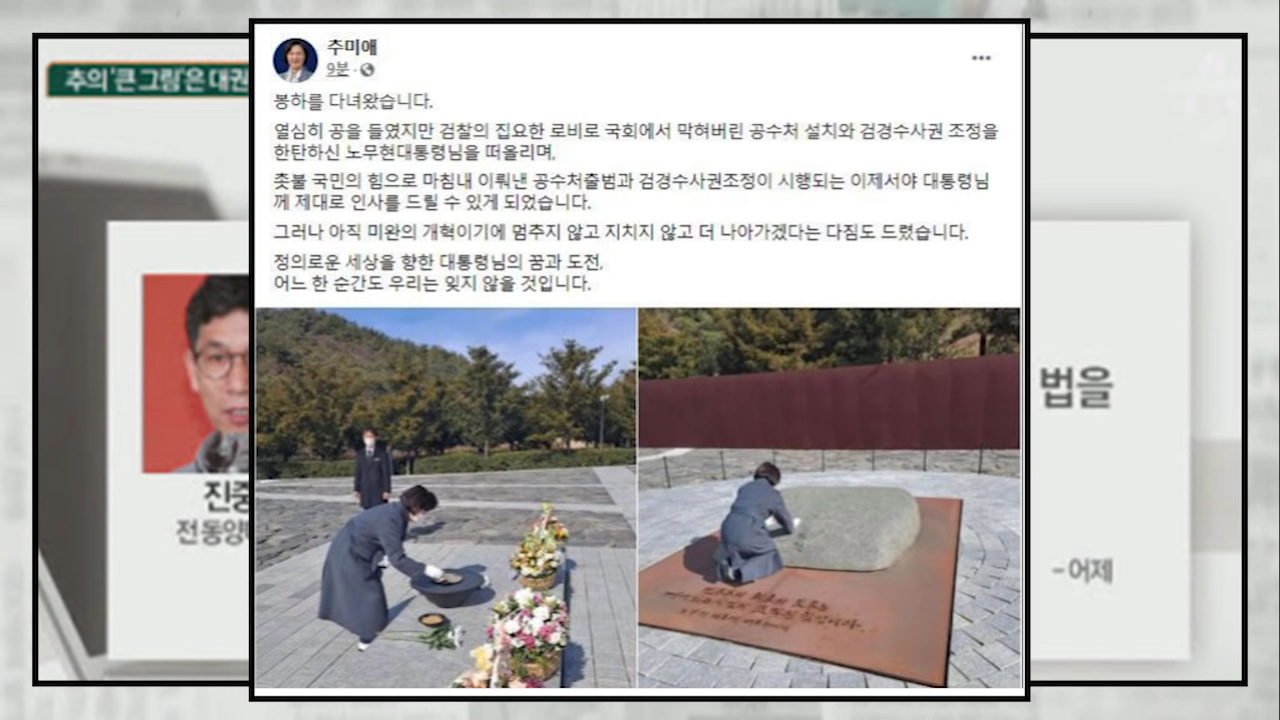 추의 '큰 그림'은 대권
추미애
9분
봉하를 다녀왔습니다.
열심히 공을 들였지만 검찰의 집요한 로비로 국회에서 막혀버린 공수처 설치와 검경수사권 조정을
한탄하신 노무현대통령님을 떠올리며,
촛불 국민의 힘으로 마침내 이뤄낸 공수처출범과 검경수사권조정이 시행되는 이제서야 대통령님
께 제대로 인사를 드릴 수 있게 되었습니다.
그러나 아직 미완의 개혁이기에 멈추지 않고 지치지 않고 더 나아가겠다는 다짐도 드렸습니다.
정의로운 세상을 향한 대통령님의 꿈과 도전,
어느 한 순간도 우리는 잊지 않을 것입니다.
법을
진중
전 동양대
-어제